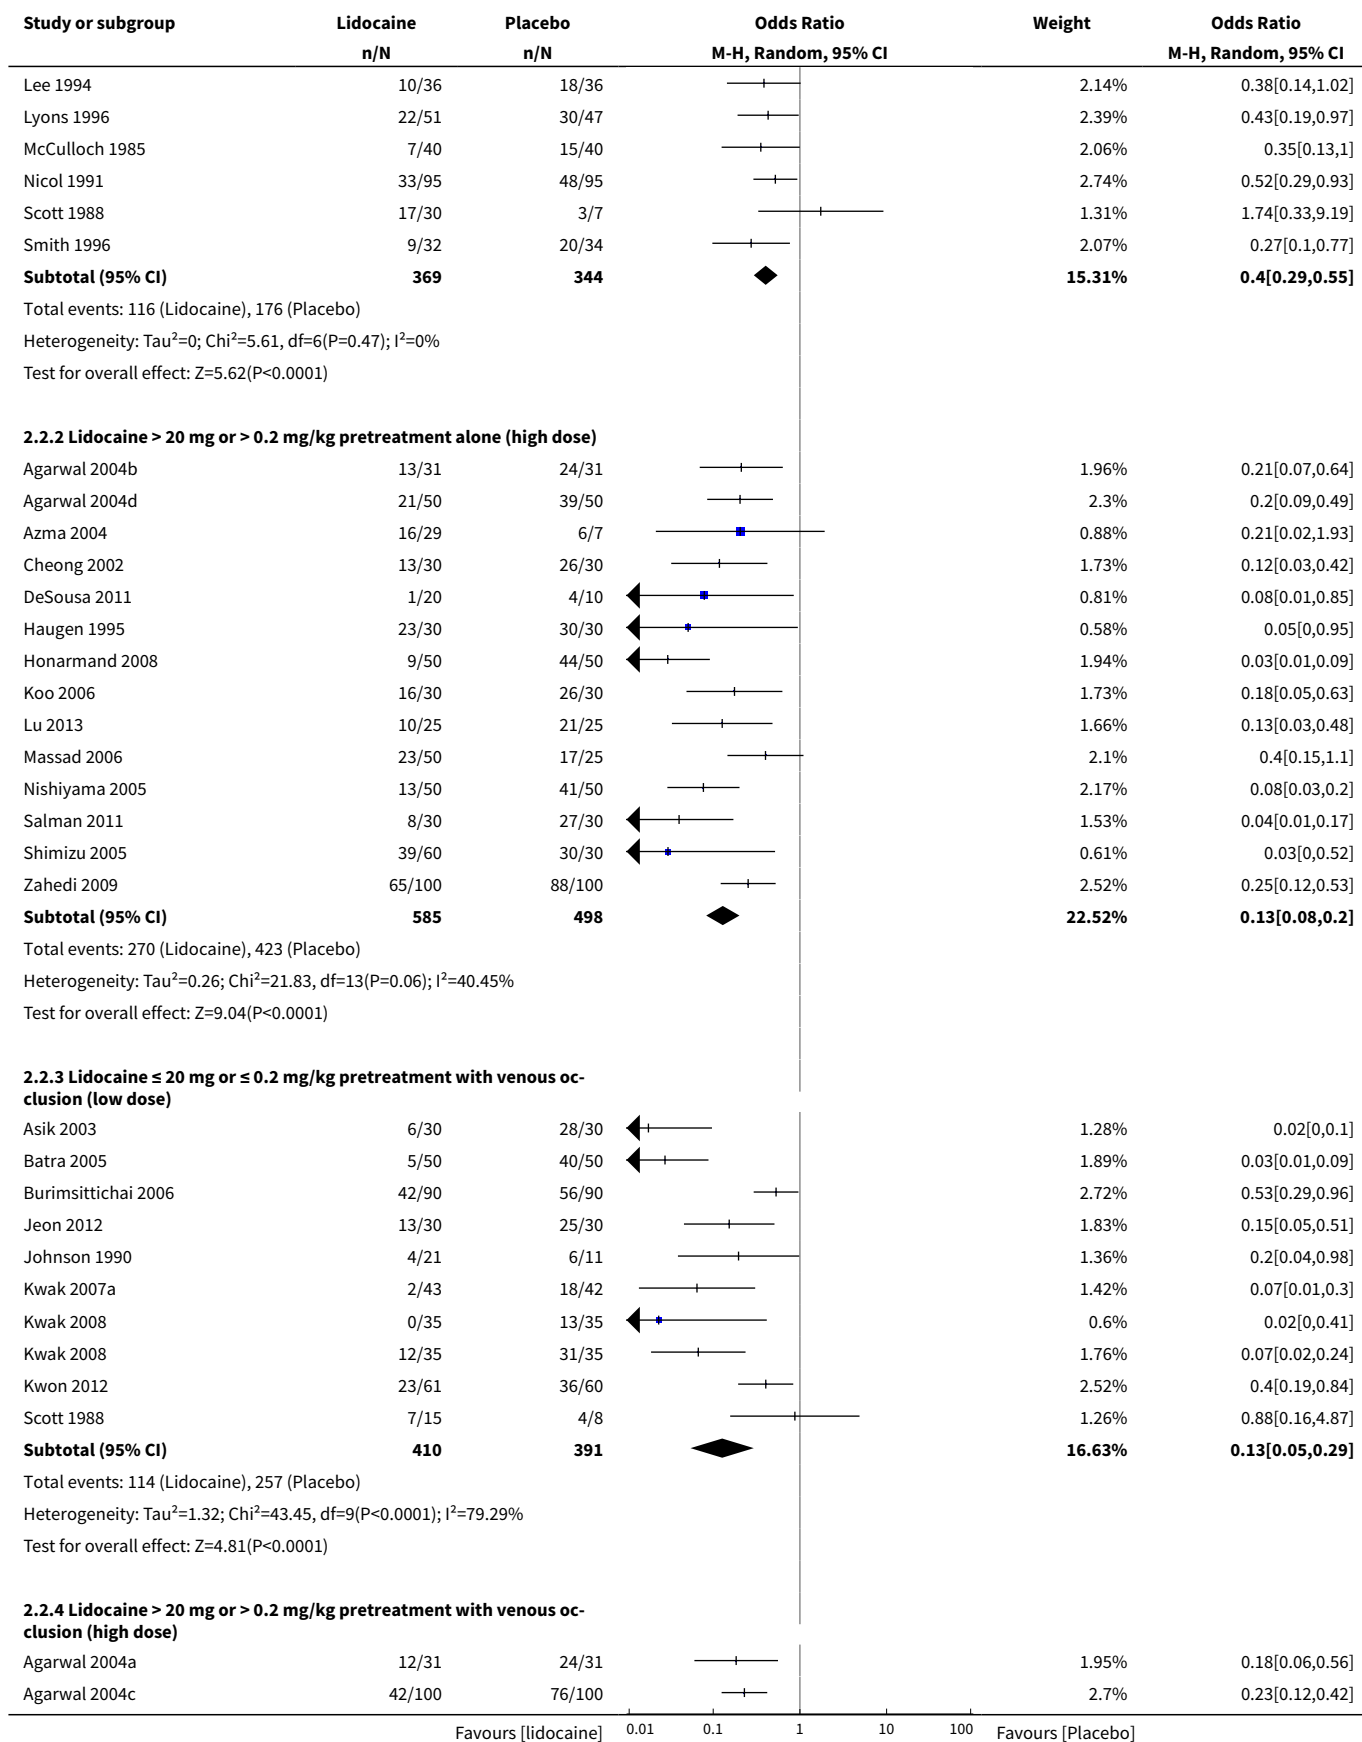 Study or subgroup Lidocaine Placebo Odds Ratio Weight Odds Ratio
n/N n/N M-H, Random, 95% CI M-H, Random, 95% CI
Lee 1994 10/36 18/36 2.14% 0.38[0.14,1.02]
Lyons 1996 22/51 30/47 2.39% 0.43[0.19,0.97]
McCulloch 1985 7/40 15/40 2.06% 0.35[0.13,1]
Nicol 1991 33/95 48/95 2.74% 0.52[0.29,0.93]
Scott 1988 17/30 3/7 1.31% 1.74[0.33,9.19]
Smith 1996 9/32 20/34 2.07% 0.27[0.1,0.77]
Subtotal (95% CI) 369 344 15.31% 0.4[0.29,0.55]
Total events: 116 (Lidocaine), 176 (Placebo)
Heterogeneity: Tau²=0; Chi²=5.61, df=6(P=0.47); I²=0%
Test for overall effect: Z=5.62(P<0.0001)
2.2.2 Lidocaine > 20 mg or > 0.2 mg/kg pretreatment alone (high dose)
Agarwal 2004b 13/31 24/31 1.96% 0.21[0.07,0.64]
Agarwal 2004d 21/50 39/50 2.3% 0.2[0.09,0.49]
Azma 2004 16/29 6/7 0.88% 0.21[0.02,1.93]
Cheong 2002 13/30 26/30 1.73% 0.12[0.03,0.42]
DeSousa 2011 1/20 4/10 0.81% 0.08[0.01,0.85]
Haugen 1995 23/30 30/30 0.58% 0.05[0,0.95]
Honarmand 2008 9/50 44/50 1.94% 0.03[0.01,0.09]
Koo 2006 16/30 26/30 1.73% 0.18[0.05,0.63]
Lu 2013 10/25 21/25 1.66% 0.13[0.03,0.48]
Massad 2006 23/50 17/25 2.1% 0.4[0.15,1.1]
Nishiyama 2005 13/50 41/50 2.17% 0.08[0.03,0.2]
Salman 2011 8/30 27/30 1.53% 0.04[0.01,0.17]
Shimizu 2005 39/60 30/30 0.61% 0.03[0,0.52]
Zahedi 2009 65/100 88/100 2.52% 0.25[0.12,0.53]
Subtotal (95% CI) 585 498 22.52% 0.13[0.08,0.2]
Total events: 270 (Lidocaine), 423 (Placebo)
Heterogeneity: Tau²=0.26; Chi²=21.83, df=13(P=0.06); I²=40.45%
Test for overall effect: Z=9.04(P<0.0001)
2.2.3 Lidocaine ≤ 20 mg or ≤ 0.2 mg/kg pretreatment with venous oc-
clusion (low dose)
Asik 2003 6/30 28/30 1.28% 0.02[0,0.1]
Batra 2005 5/50 40/50 1.89% 0.03[0.01,0.09]
Burimsittichai 2006 42/90 56/90 2.72% 0.53[0.29,0.96]
Jeon 2012 13/30 25/30 1.83% 0.15[0.05,0.51]
Johnson 1990 4/21 6/11 1.36% 0.2[0.04,0.98]
Kwak 2007a 2/43 18/42 1.42% 0.07[0.01,0.3]
Kwak 2008 0/35 13/35 0.6% 0.02[0,0.41]
Kwak 2008 12/35 31/35 1.76% 0.07[0.02,0.24]
Kwon 2012 23/61 36/60 2.52% 0.4[0.19,0.84]
Scott 1988 7/15 4/8 1.26% 0.88[0.16,4.87]
Subtotal (95% CI) 410 391 16.63% 0.13[0.05,0.29]
Total events: 114 (Lidocaine), 257 (Placebo)
Heterogeneity: Tau²=1.32; Chi²=43.45, df=9(P<0.0001); I²=79.29%
Test for overall effect: Z=4.81(P<0.0001)
2.2.4 Lidocaine > 20 mg or > 0.2 mg/kg pretreatment with venous oc-
clusion (high dose)
Agarwal 2004a 12/31 24/31 1.95% 0.18[0.06,0.56]
Agarwal 2004c 42/100 76/100 2.7% 0.23[0.12,0.42]
Favours [lidocaine] 0.01 0.1 1 10 100 Favours [Placebo]